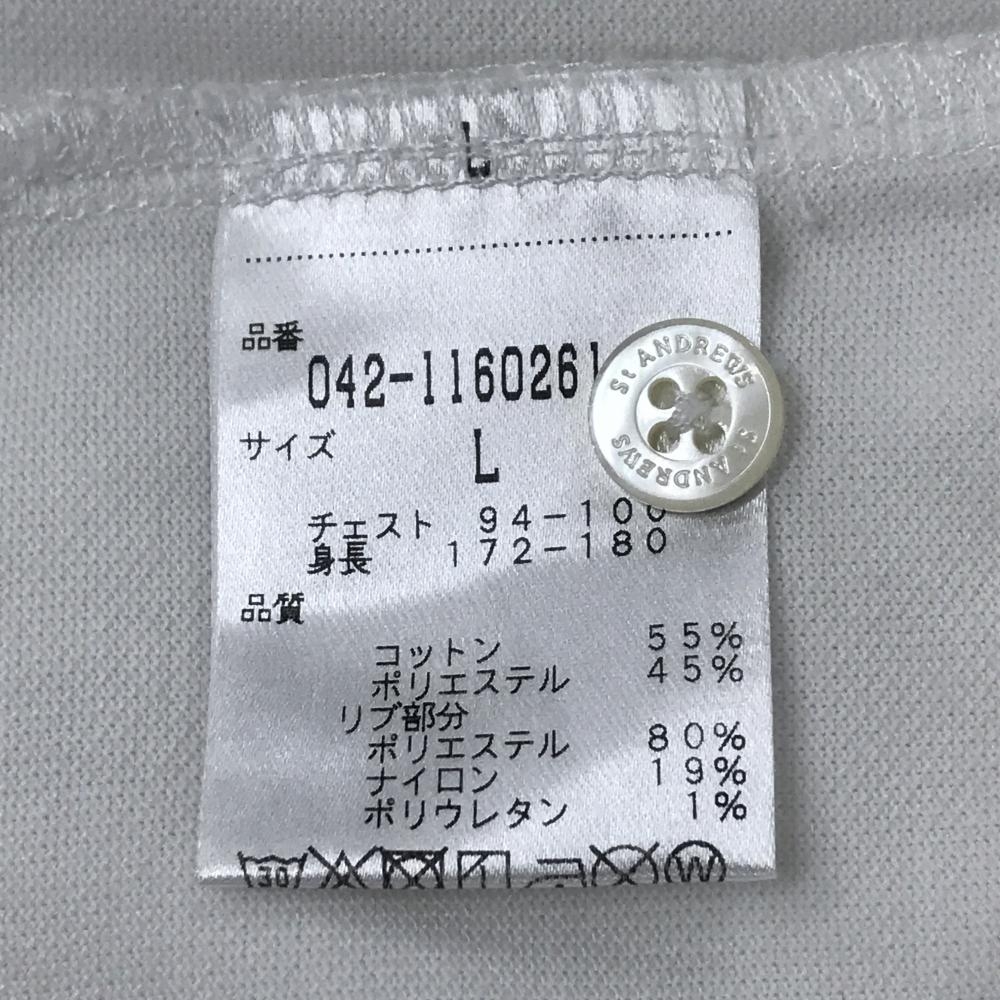 L
品番
042-1160261
サイズ
L
チェスト 94-100
身長 172-180
品質
コットン 55%
ポリエステル 45%
リブ部分
ポリエステル 80%
ナイロン 19%
ポリウレタン 1%
30
W
St ANDREWS
St ANDREWS